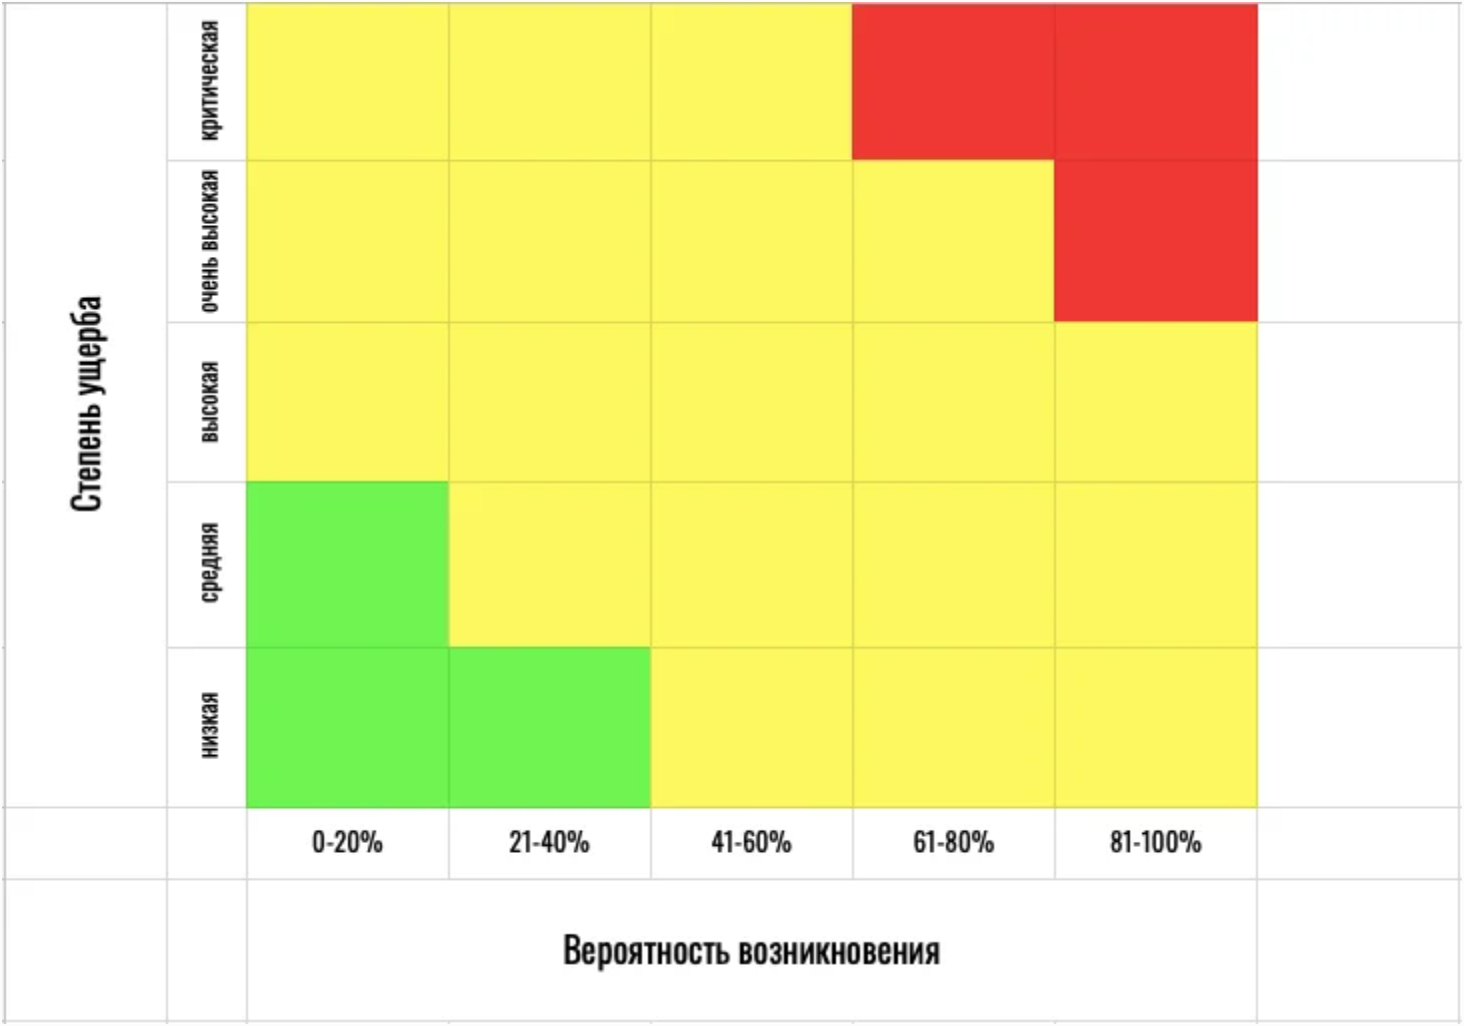 Степень ущерба
критическая
очень высокая
высокая
средняя
низкая
0-20%
21-40%
41-60%
61-80%
81-100%
Вероятность возникновения